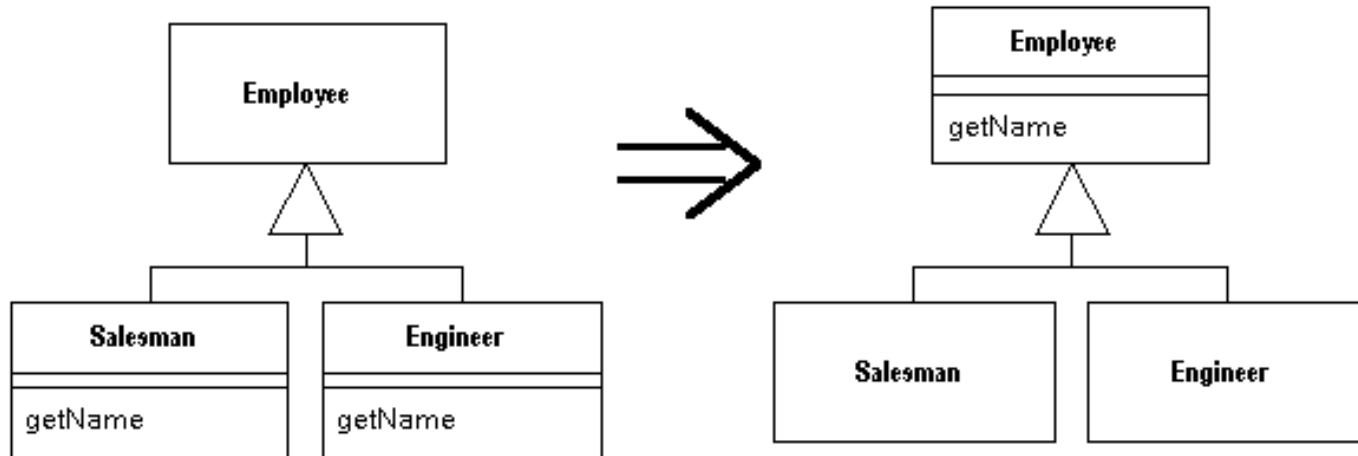 Employee
Salesman
getName
Engineer
getName
Employee
getName
Salesman
Engineer